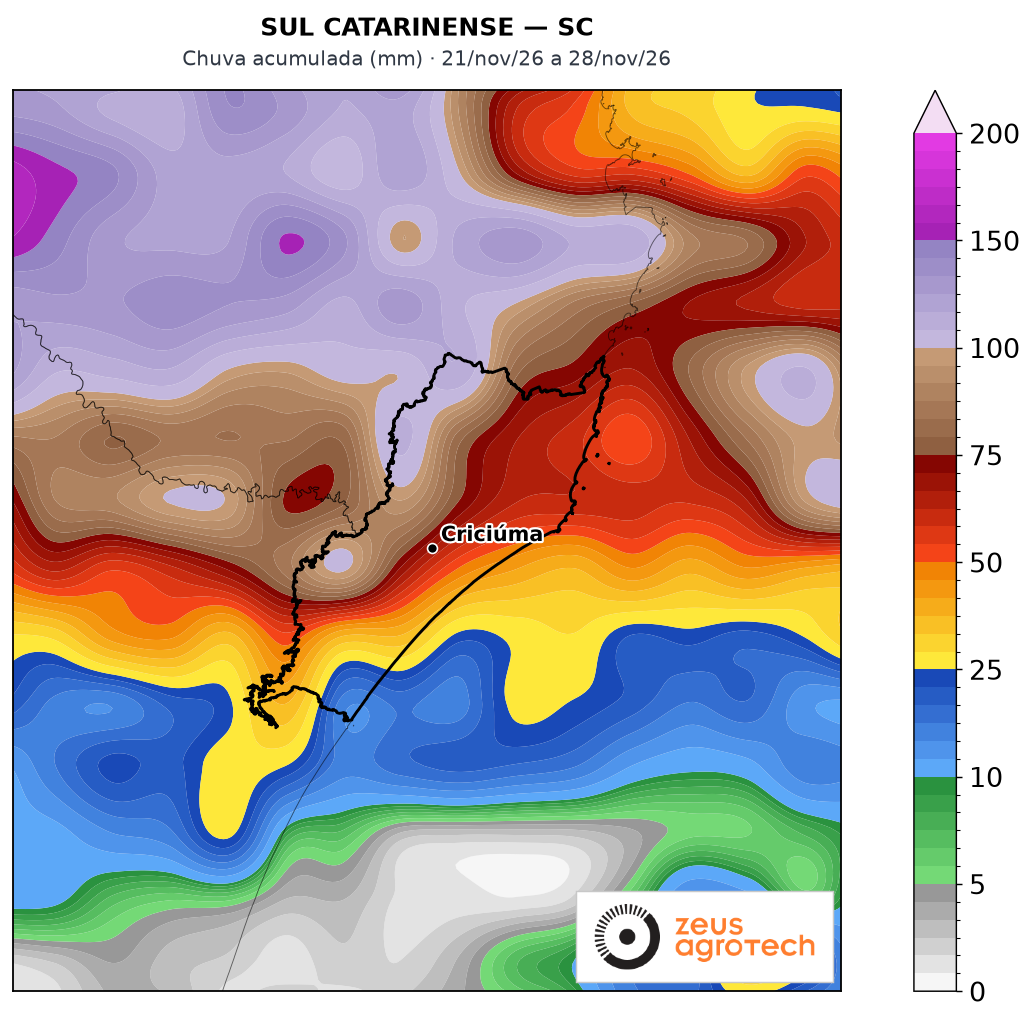 SUL CATARINENSE — SC
Chuva acumulada (mm) · 21/nov/26 a 28/nov/26
200
150
100
75
50
25
10
5
0
Criciúma
zeus
agrotech